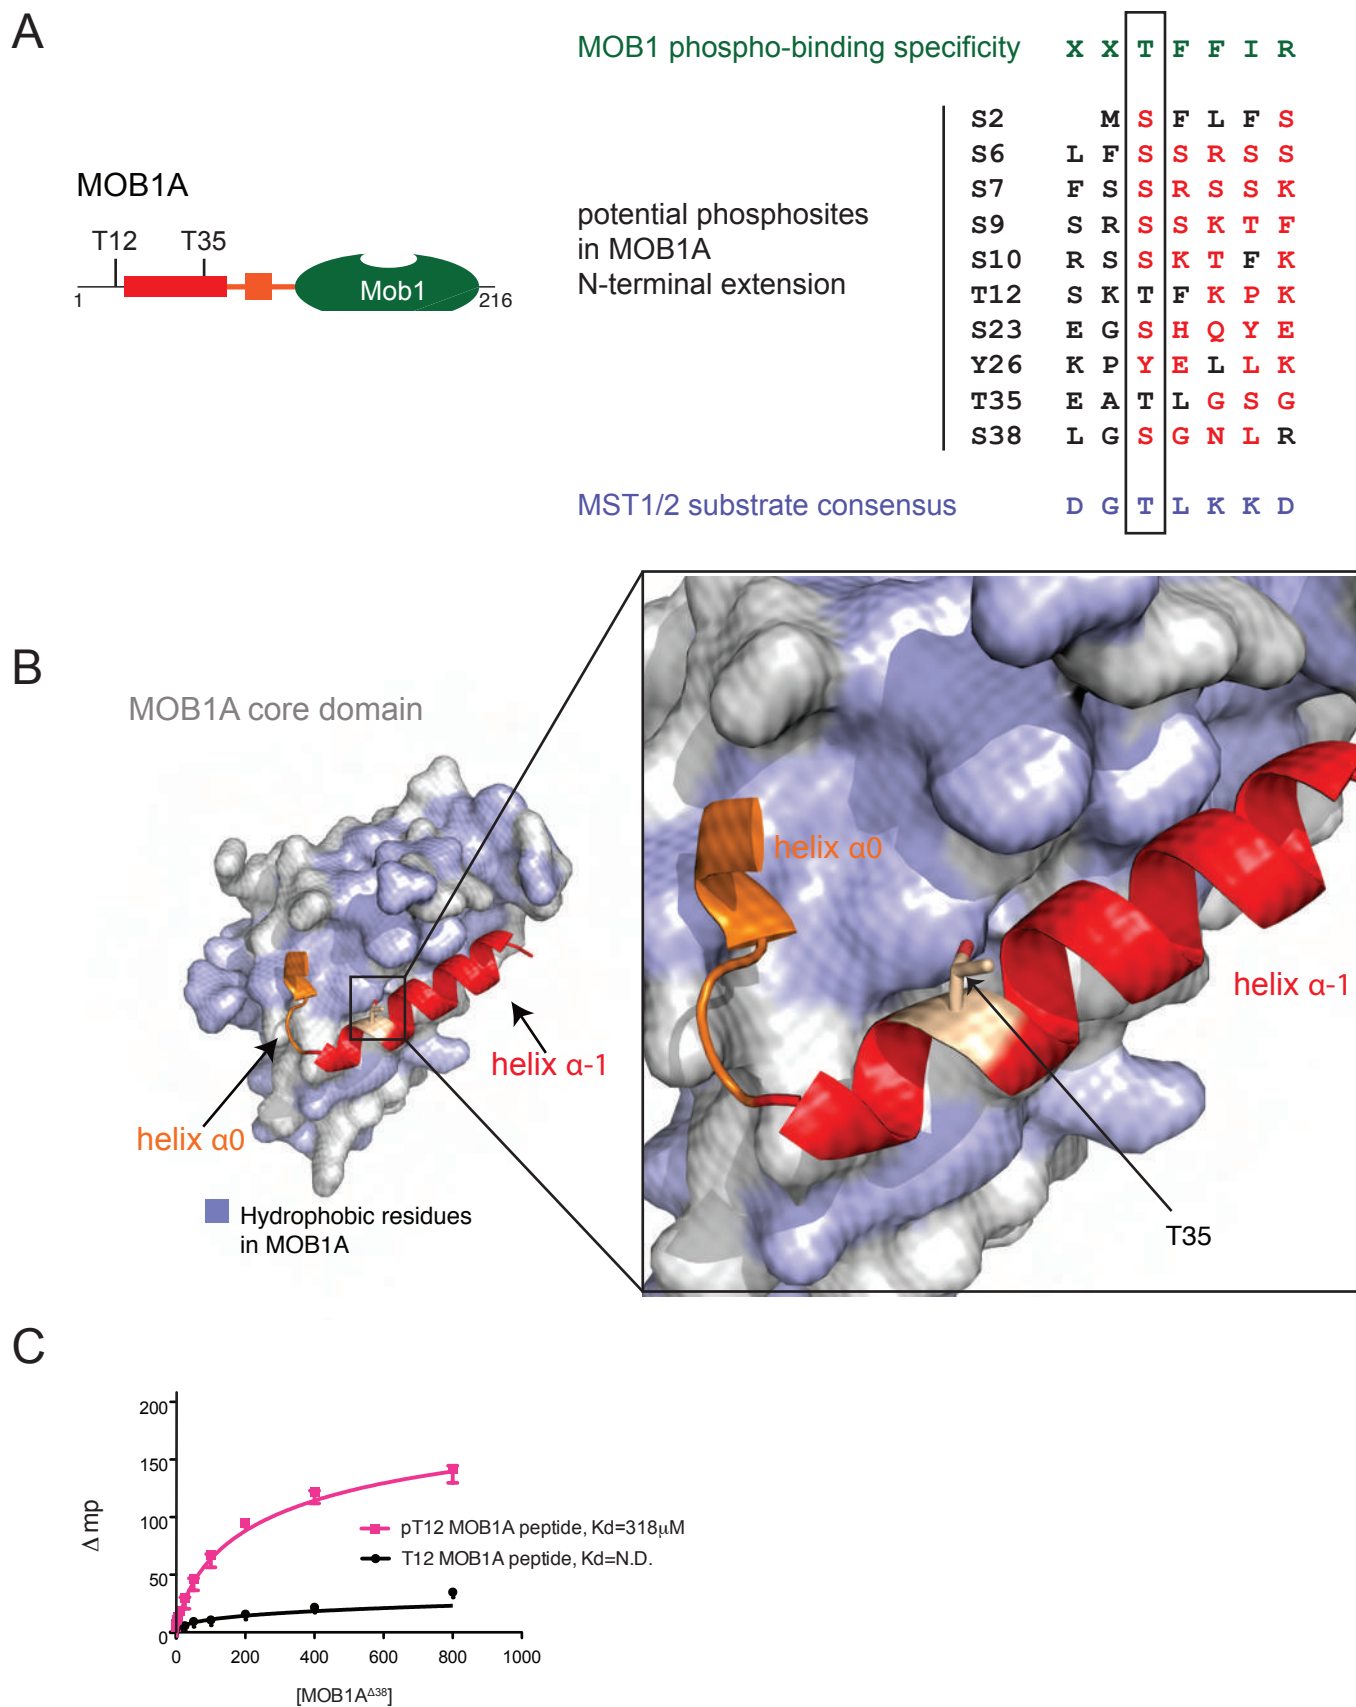 A
MOB1 phospho-binding specificity X X T F F I R
S2 M S F L F S
S6 L F S S R S S
S7 F S S R S S K
S9 S R S S K T F
S10 R S S K T F K
T12 S K T F K P K
S23 E G S H Q Y E
Y26 K P Y E L L K
T35 E A T L G S G
S38 L G S G N L R
potential phosphosites
in MOB1A
N-terminal extension
MST1/2 substrate consensus D G T L K K D
MOB1A
T12 T35
1 Mob1 216
B
MOB1A core domain
helix α0
helix α-1
Hydrophobic residues
in MOB1A
helix α0
helix α-1
T35
C
200
150
100
50
0
Δ mp
pT12 MOB1A peptide, Kd=318μM
T12 MOB1A peptide, Kd=N.D.
0 200 400 600 800 1000
[MOB1A^Δ38]